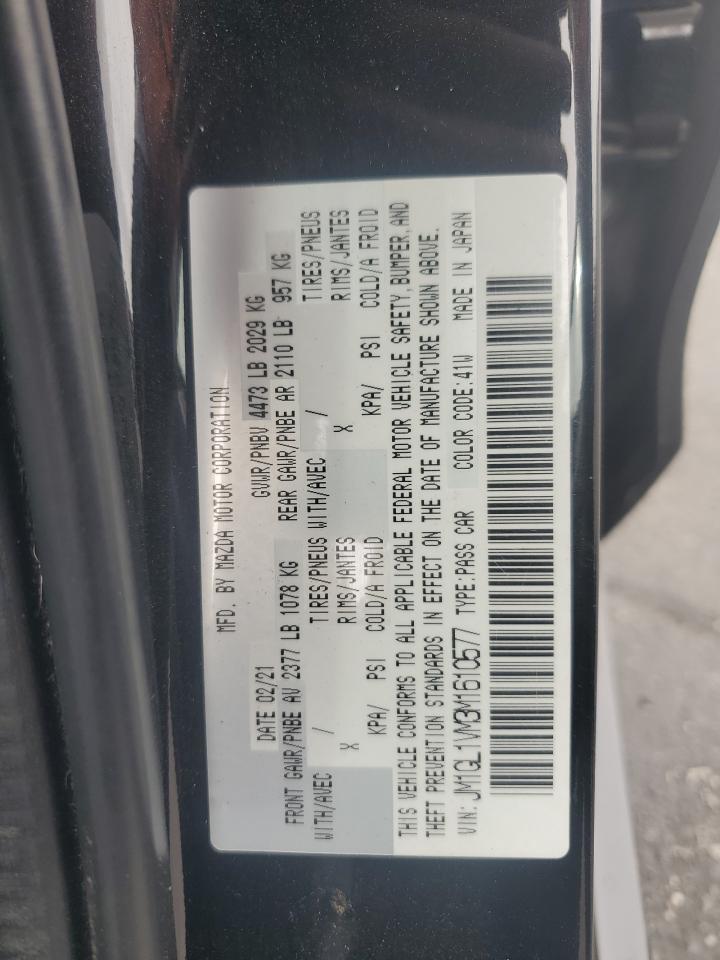 MFD. BY MAZDA MOTOR CORPORATION
DATE 02/21 GVWR/PNBV 4473 LB 2029 KG
FRONT GAWR/PNBE AV 2377 LB 1078 KG REAR GAWR/PNBE AR 2110 LB 957 KG
WITH/AVEC / TIRES/PNEUS WITH/AVEC / TIRES/PNEUS
X RIMS/JANTES X RIMS/JANTES
KPA/ PSI COLD/A FROID KPA/ PSI COLD/A FROID
THIS VEHICLE CONFORMS TO ALL APPLICABLE FEDERAL MOTOR VEHICLE SAFETY,BUMPER,AND
THEFT PREVENTION STANDARDS IN EFFECT ON THE DATE OF MANUFACTURE SHOWN ABOVE.
VIN: JM1GL1VM3M1610577 TYPE:PASS CAR COLOR CODE:41W MADE IN JAPAN